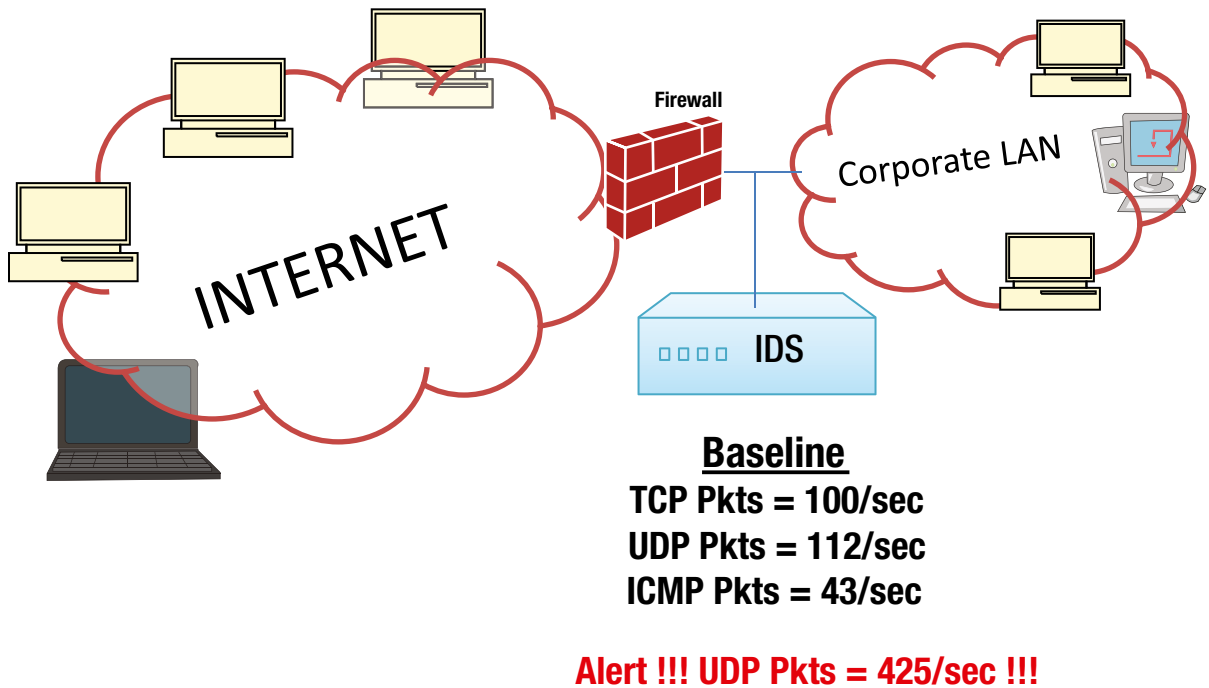 Firewall
INTERNET
Corporate LAN
IDS
Baseline
TCP Pkts = 100/sec
UDP Pkts = 112/sec
ICMP Pkts = 43/sec
Alert !!! UDP Pkts = 425/sec !!!